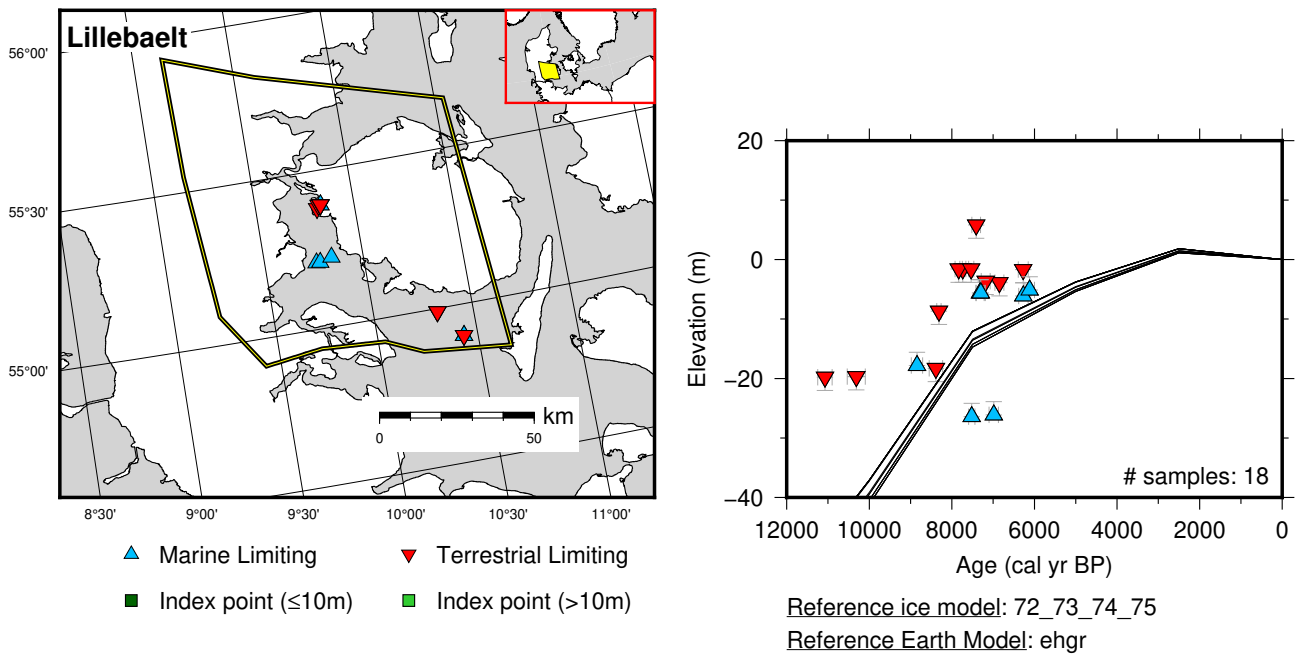 Lillebaelt
56°00'
55°30'
55°00'
8°30'
9°00'
9°30'
10°00'
10°30'
11°00'
km
0
50
Marine Limiting
Terrestrial Limiting
Index point (≤10m)
Index point (>10m)
20
0
−20
−40
Elevation (m)
# samples: 18
12000
10000
8000
6000
4000
2000
0
Age (cal yr BP)
Reference ice model: 72_73_74_75
Reference Earth Model: ehgr